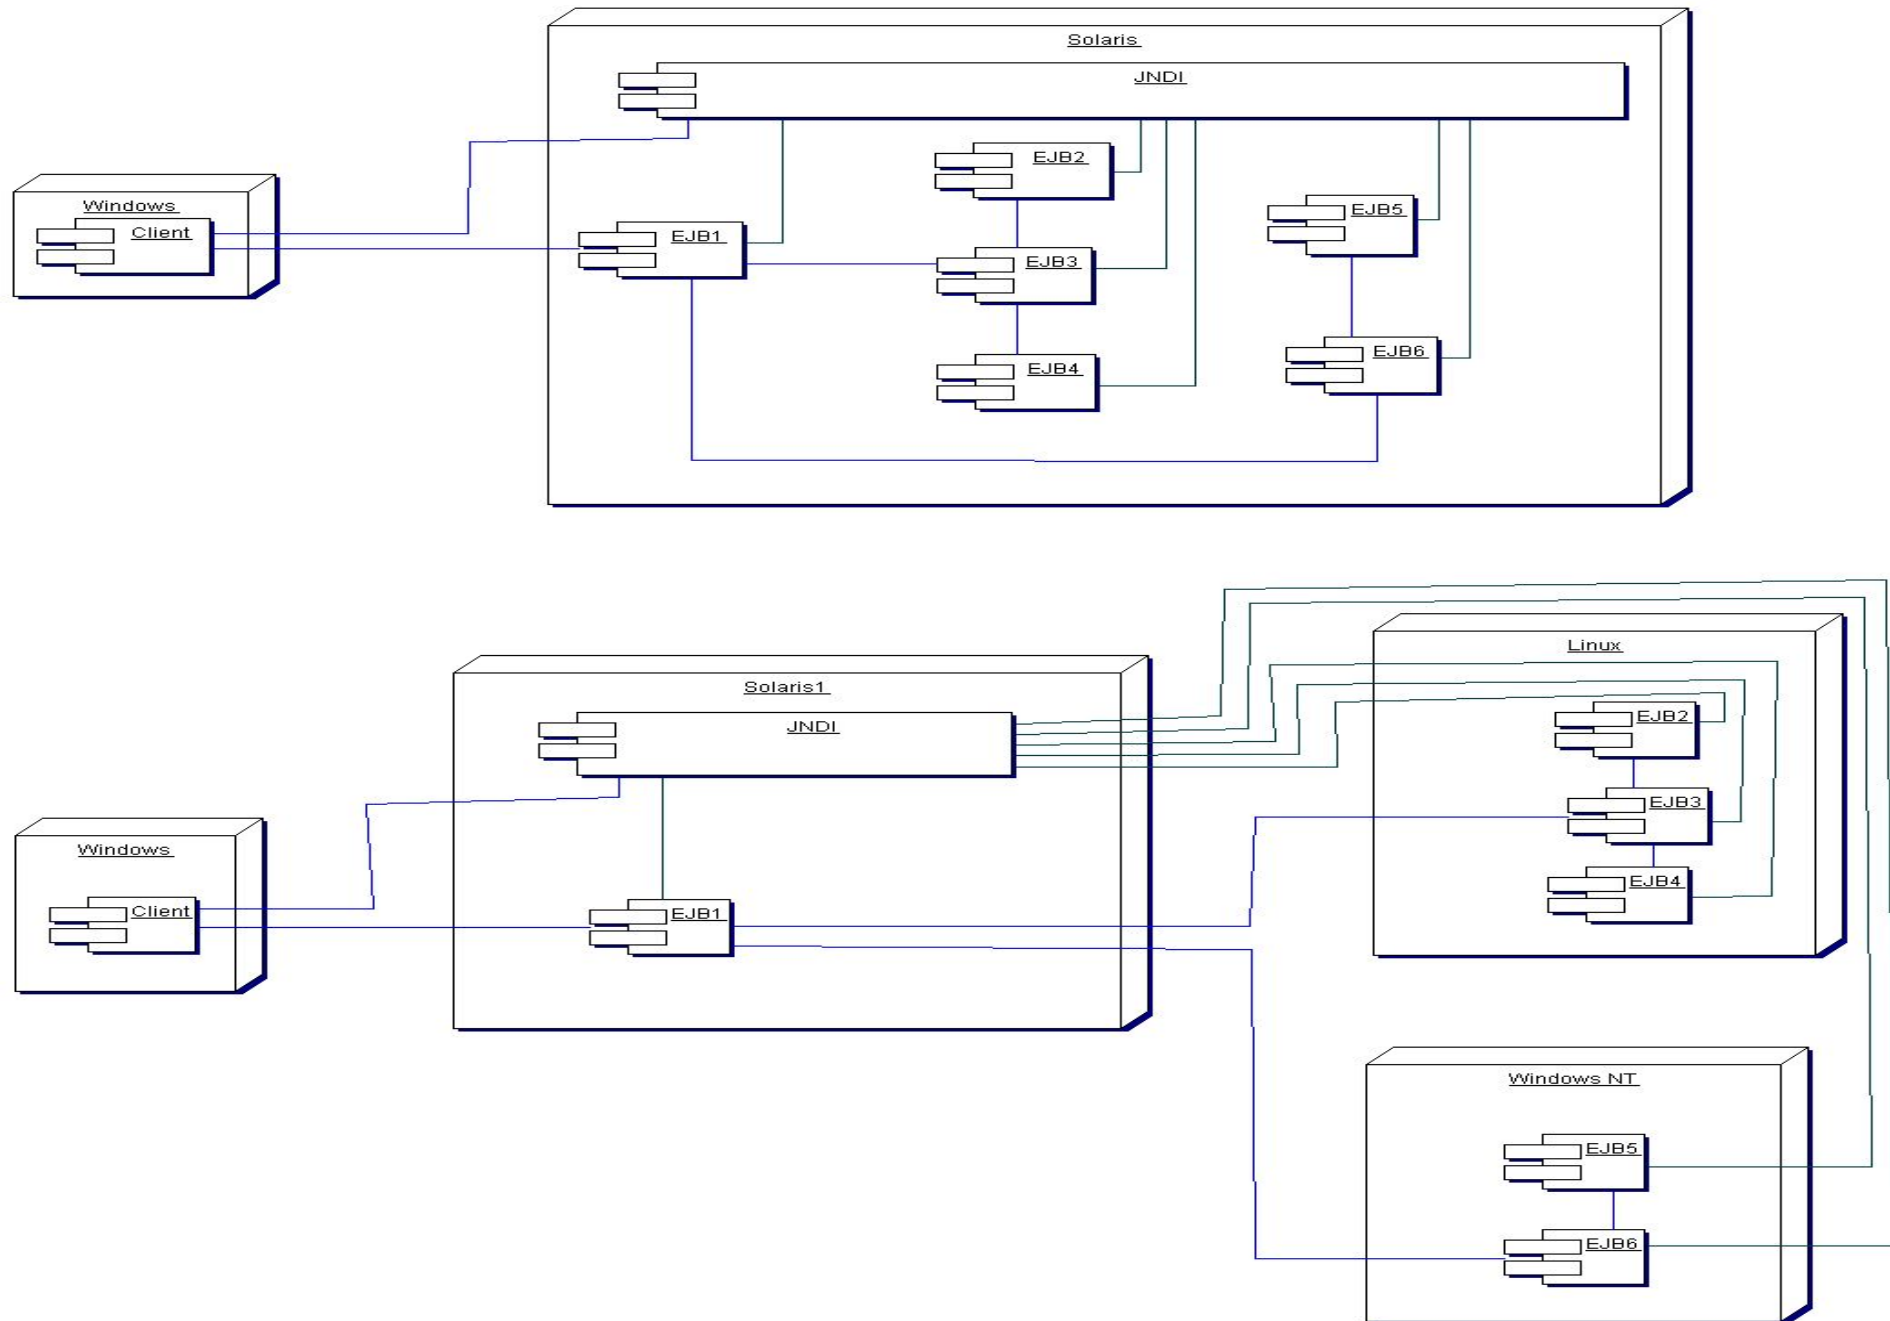 Solaris
JNDI
EJB2
Windows
Client
EJB5
EJB1
EJB3
EJB6
EJB4
Linux
Solaris1
EJB2
JNDI
EJB3
Windows
EJB4
Client
EJB1
Windows NT
EJB5
EJB6